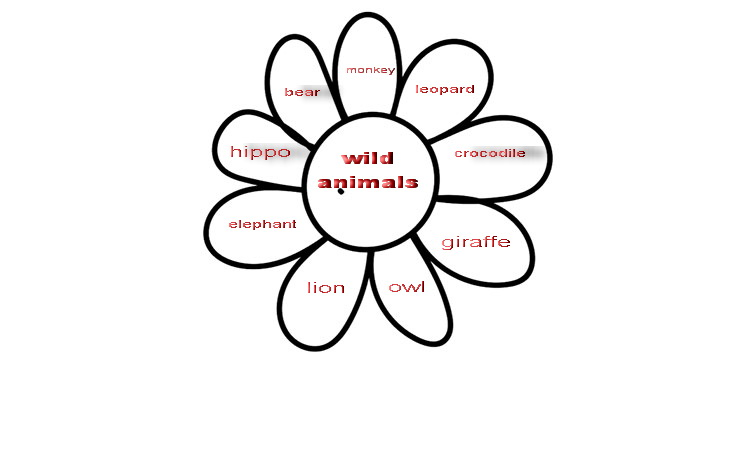 monkey
leopard
bear
hippo
crocodile
wild
animals
elephant
giraffe
lion
owl